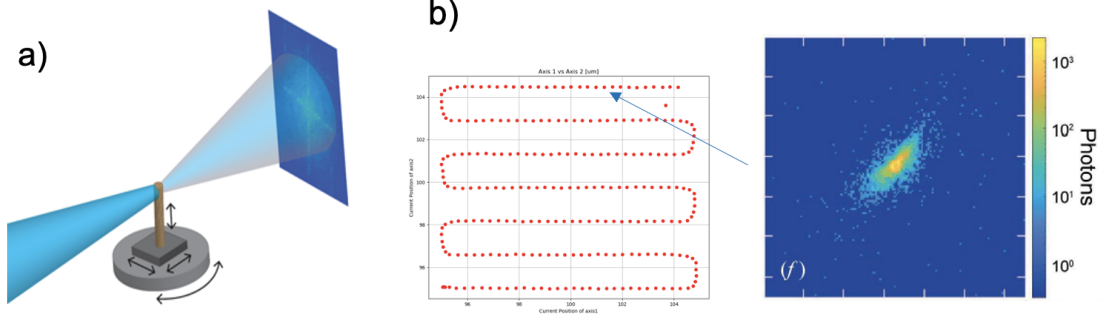 a)
b)
Axis 1 vs Axis 2 [um]
Current Position of axis2
104
102
100
98
96
96
98
100
102
104
Current Position of axis1
(f)
10³
10²
10¹
10⁰
Photons